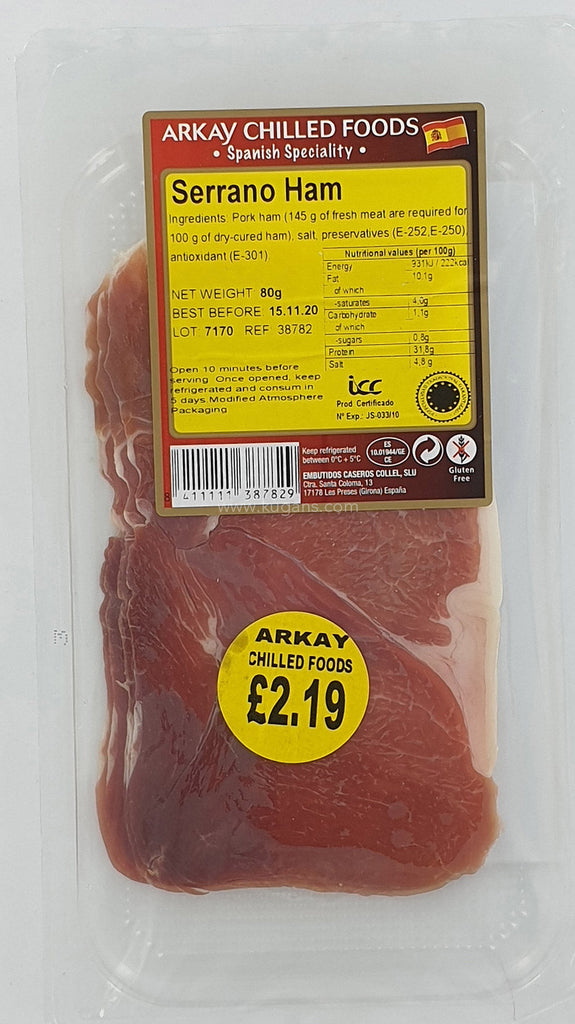 ARKAY CHILLED FOODS
• Spanish Speciality •
Serrano Ham
Ingredients: Pork ham (145 g of fresh meat are required for
100 g of dry-cured ham), salt, preservatives (E-252,E-250),
antioxidant (E-301).
Nutritional values (per 100g)
Energy 931kJ / 222kcal
Fat 10,1g
of which
-saturates 4,0g
Carbohydrate 1,1g
of which
-sugars 0,8g
Protein 31,8g
Salt 4,8 g
NET WEIGHT: 80g
BEST BEFORE: 15.11.20
LOT: 7170 REF 38782
Open 10 minutes before
serving. Once opened, keep
refrigerated and consum in
5 days.Modified Atmosphere
Packaging
icc
Prod. Certificado
Nº Exp.: JS-033/10
411111 387829
Keep refrigerated
between 0°C + 5°C
ES
10.01944/GE
CE
Gluten
Free
EMBUTIDOS CASEROS COLLEL, SLU
Ctra. Santa Coloma, 13
17178 Les Preses (Girona) España
www.kugans.com
ARKAY
CHILLED FOODS
£2.19